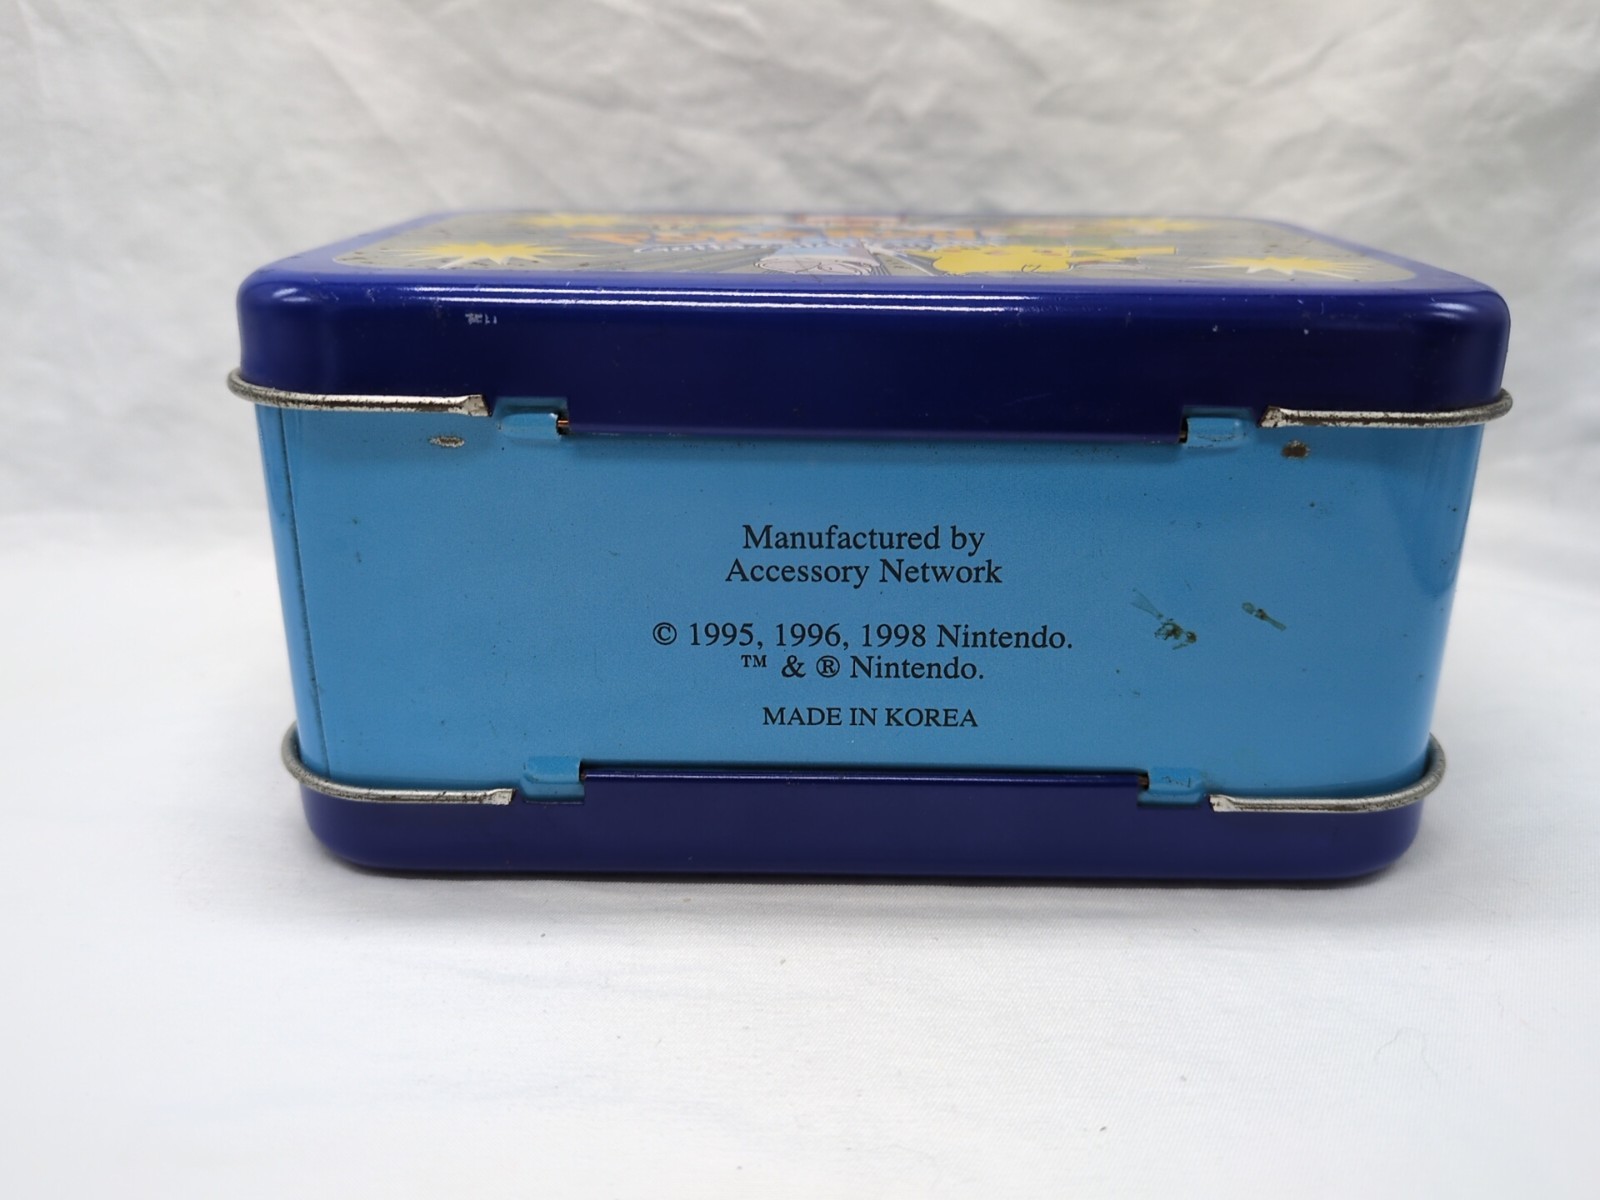 Manufactured by
Accessory Network
© 1995, 1996, 1998 Nintendo.
™ & ® Nintendo.
MADE IN KOREA